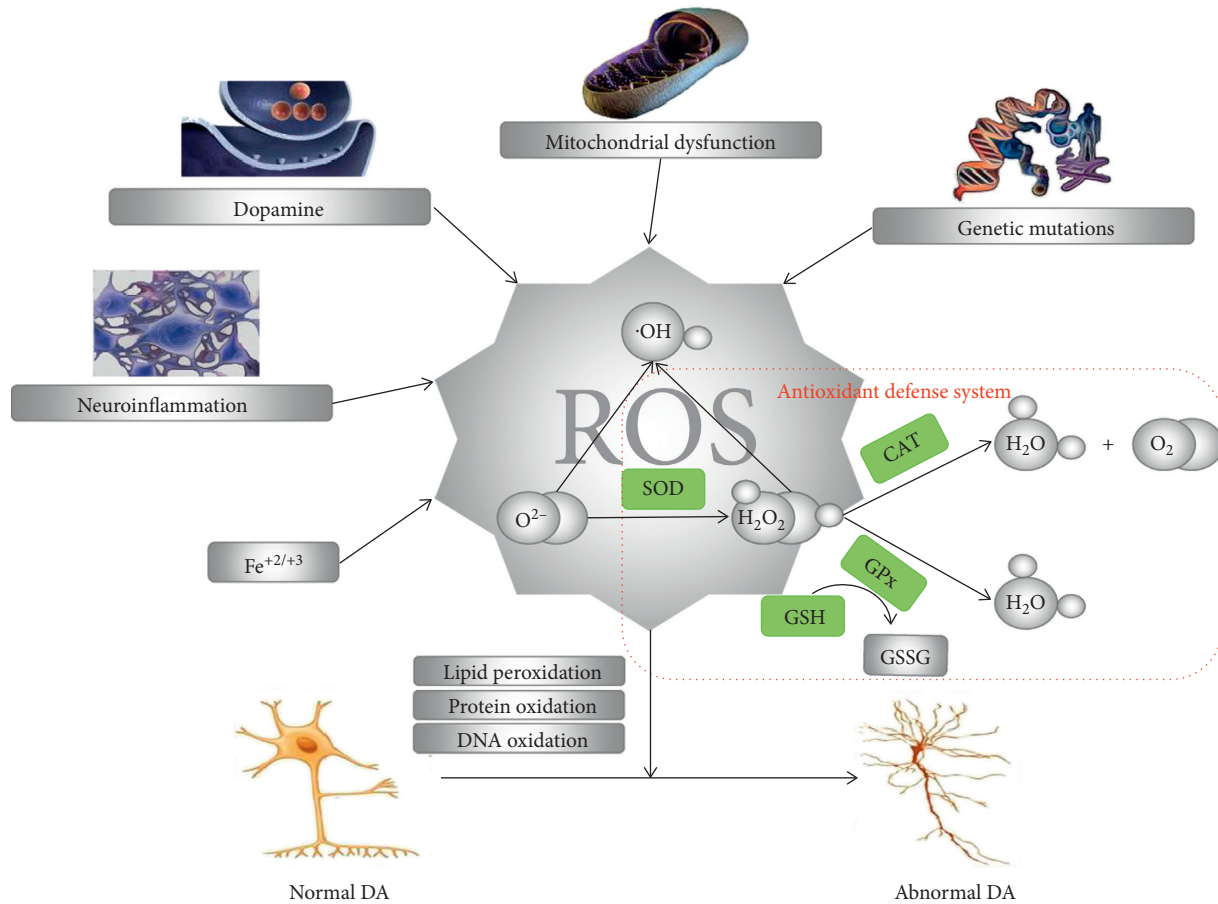 Mitochondrial dysfunction
Dopamine
Genetic mutations
Neuroinflammation
·OH
ROS
Antioxidant defense system
CAT
H₂O
+
O₂
SOD
O²⁻
H₂O₂
Fe⁺²/⁺³
GPx
H₂O
GSH
GSSG
Lipid peroxidation
Protein oxidation
DNA oxidation
Normal DA
Abnormal DA